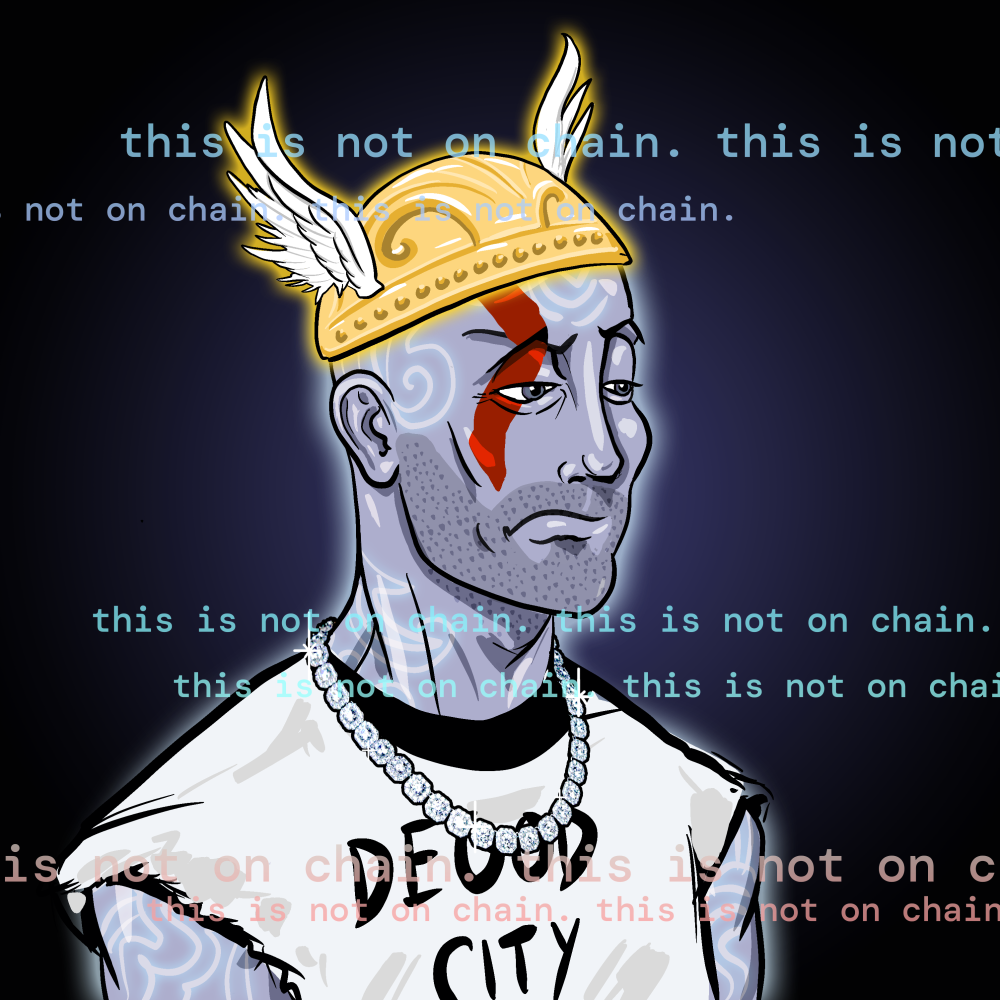 this is not on chain. this is not
not on chain. this is not on chain.
this is not on chain. this is not on chain.
this is not on chain. this is not on chai
DEGOD
is not on chain. this is not on c
this is not on chain. this is not on chain
CITY